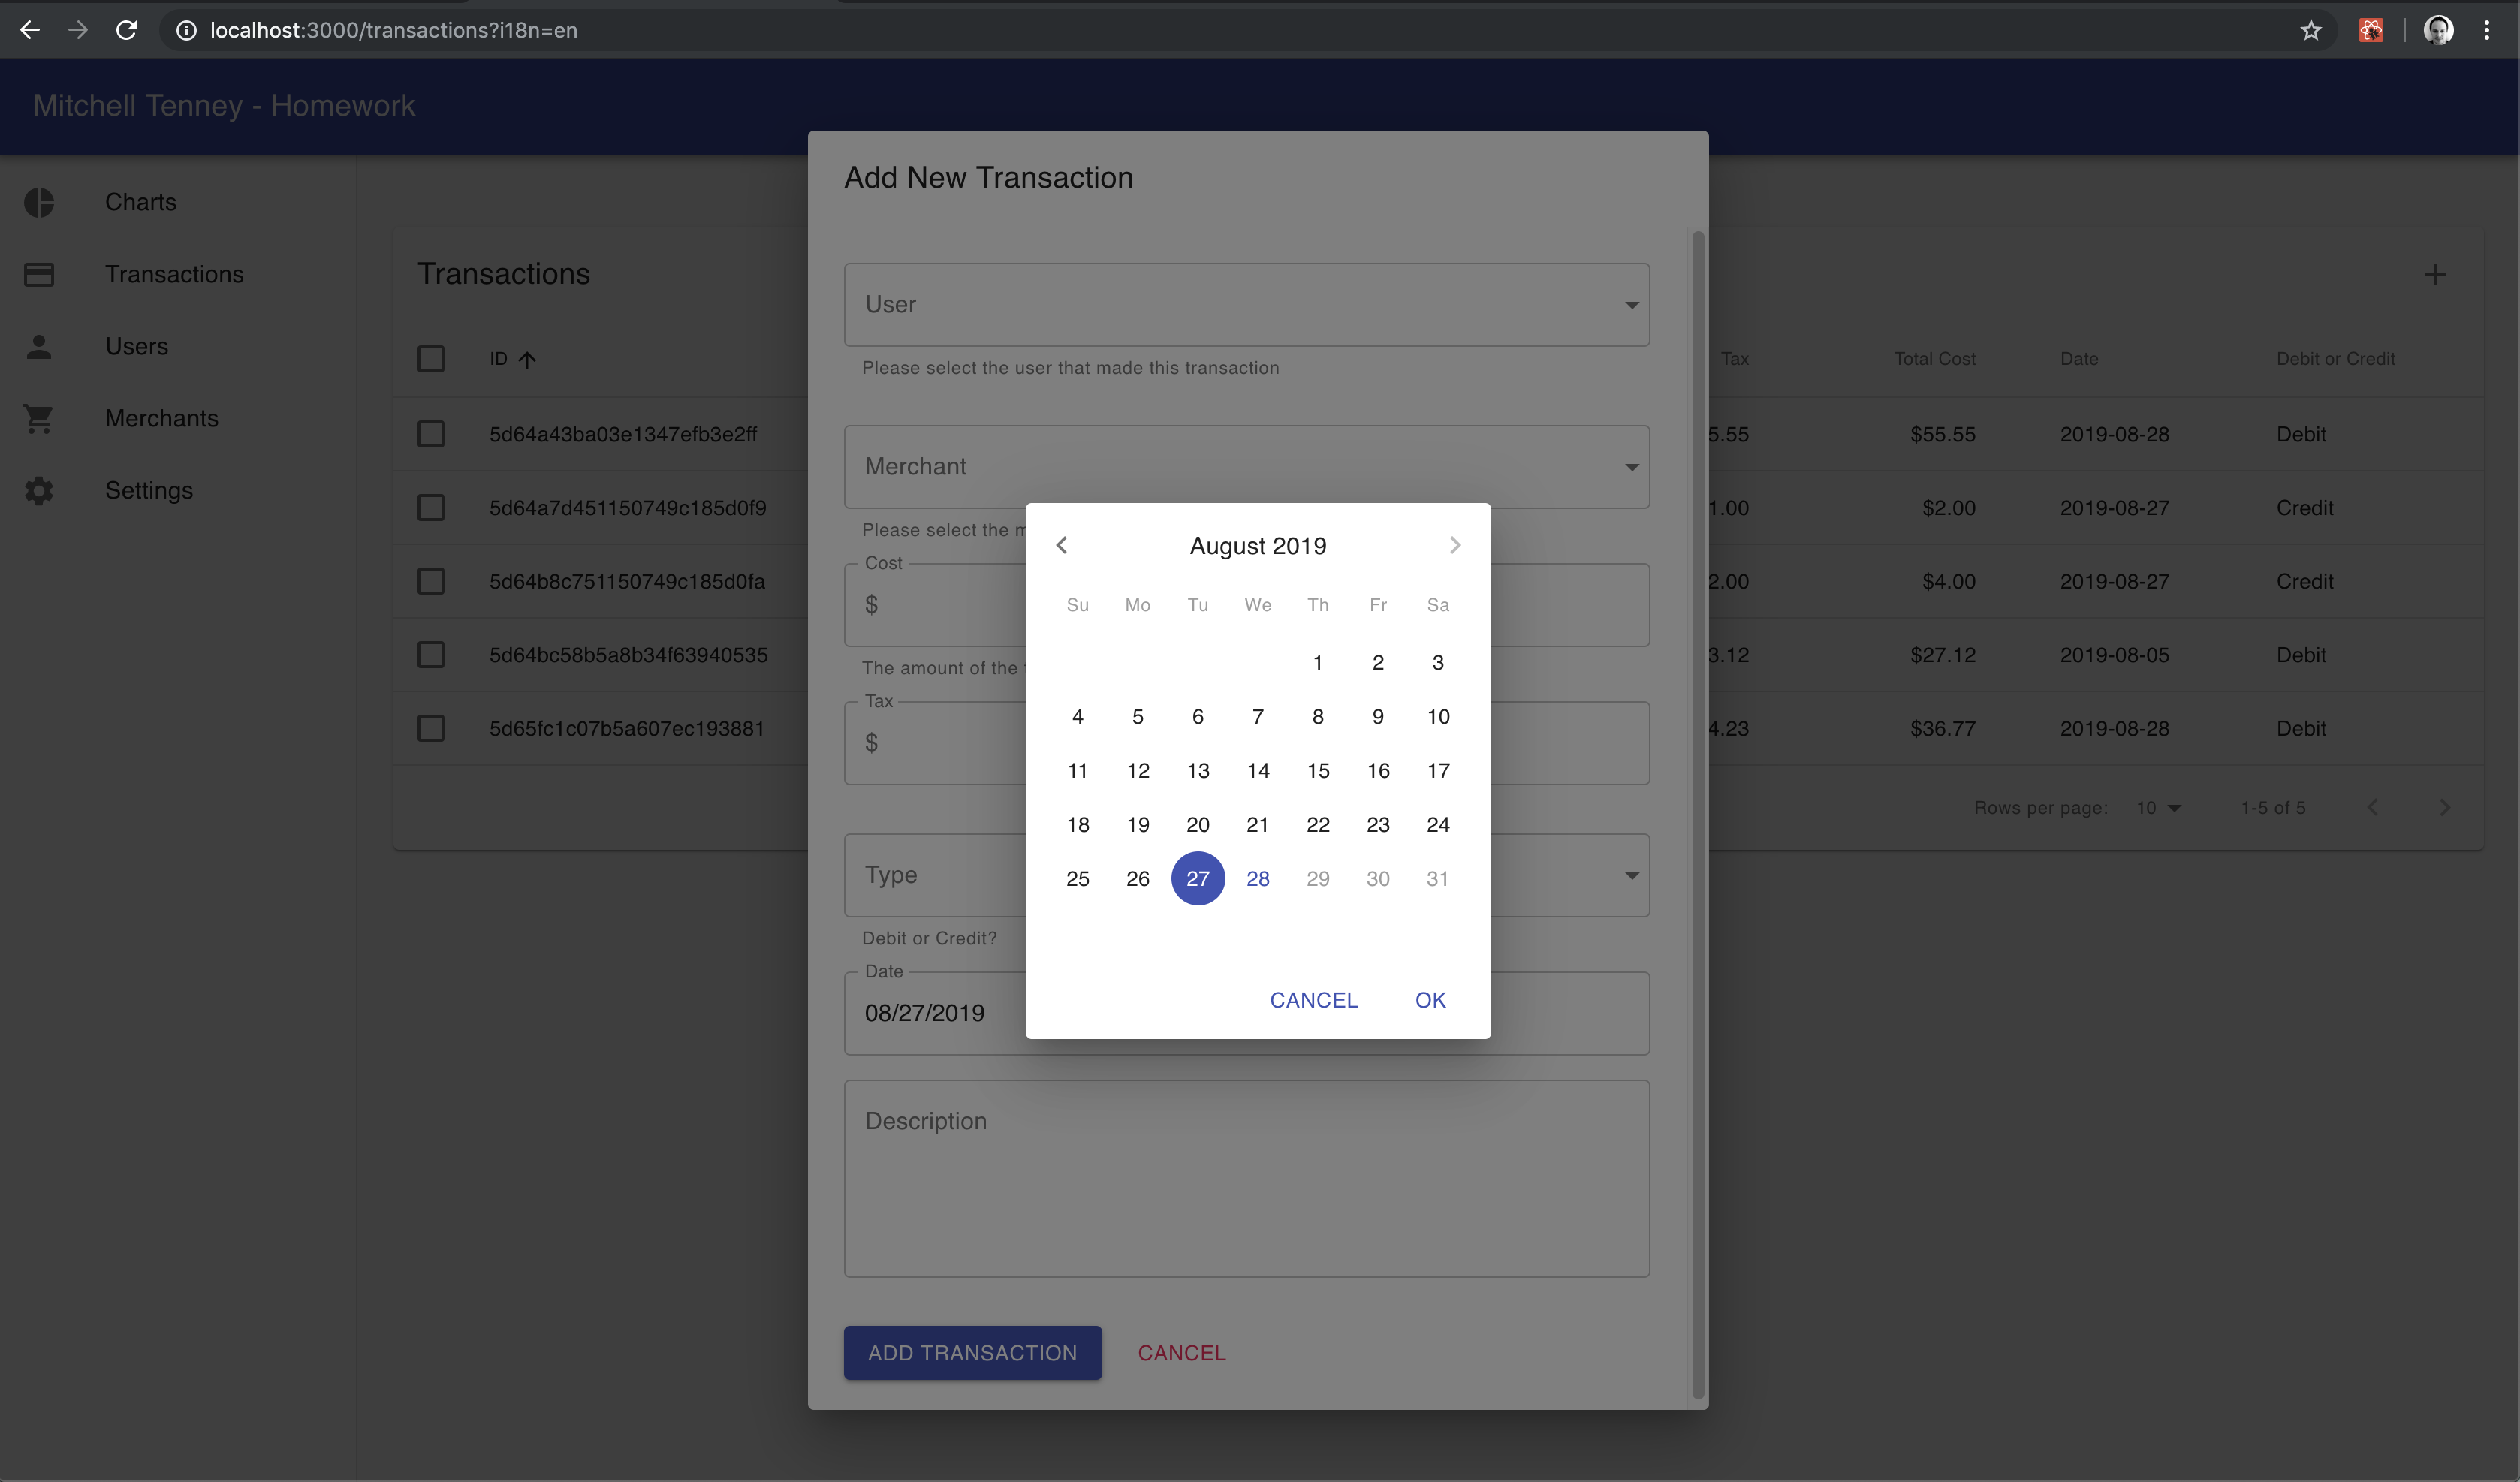 localhost:3000/transactions?i18n=en
Mitchell Tenney - Homework
Charts
Transactions
Users
Merchants
Settings
Transactions
ID
Tax Total Cost Date Debit or Credit
5d64a43ba03e1347efb3e2ff 5.55 $55.55 2019-08-28 Debit
5d64a7d451150749c185d0f9 1.00 $2.00 2019-08-27 Credit
5d64b8c751150749c185d0fa 2.00 $4.00 2019-08-27 Credit
5d64bc58b5a8b34f63940535 3.12 $27.12 2019-08-05 Debit
5d65fc1c07b5a607ec193881 4.23 $36.77 2019-08-28 Debit
Rows per page: 10 1-5 of 5
Add New Transaction
User
Please select the user that made this transaction
Merchant
Please select the
Cost
$
The amount of the
Tax
$
Type
Debit or Credit?
Date
08/27/2019
Description
ADD TRANSACTION CANCEL
August 2019
Su Mo Tu We Th Fr Sa
1 2 3
4 5 6 7 8 9 10
11 12 13 14 15 16 17
18 19 20 21 22 23 24
25 26 27 28 29 30 31
CANCEL OK